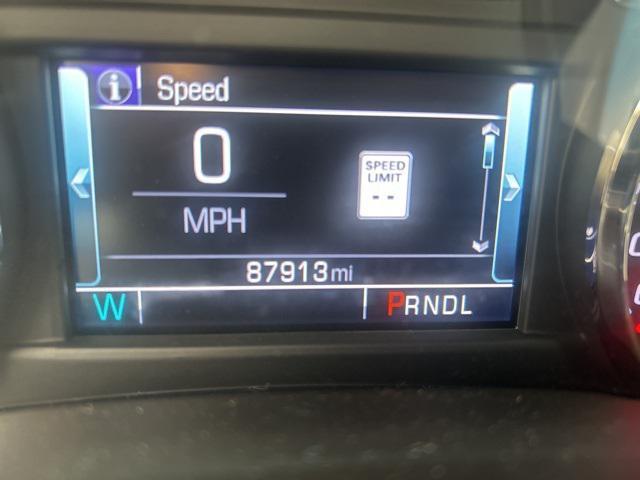 i Speed
0
MPH
SPEED
LIMIT
--
87913mi
W
PRNDL